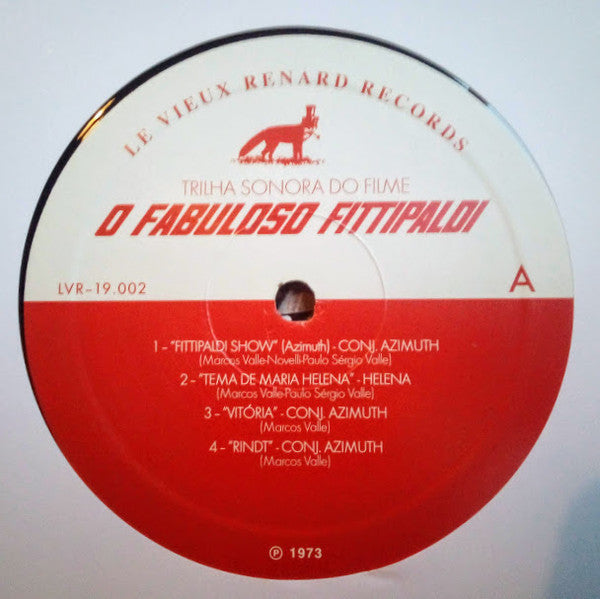 LE VIEUX RENARD RECORDS
TRILHA SONORA DO FILME
O FABULOSO FITTIPALDI
LVR-19.002
A
1 - "FITTIPALDI SHOW" (Azimuth) - CONJ. AZIMUTH
(Marcos Valle-Novelli-Paulo Sérgio Valle)
2 - "TEMA DE MARIA HELENA" - HELENA
(Marcos Valle-Paulo Sérgio Valle)
3 - "VITÓRIA" - CONJ. AZIMUTH
(Marcos Valle)
4 - "RINDT" - CONJ. AZIMUTH
(Marcos Valle)
℗ 1973